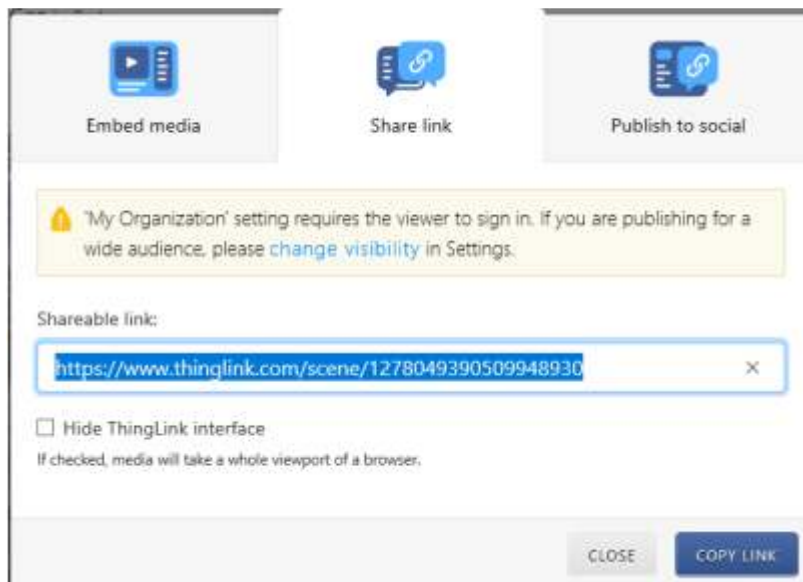 Embed media
Share link
Publish to social
'My Organization' setting requires the viewer to sign in. If you are publishing for a
wide audience, please change visibility in Settings.
Shareable link:
https://www.thinglink.com/scene/1278049390509948930
Hide ThingLink interface
If checked, media will take a whole viewport of a browser.
CLOSE
COPY LINK